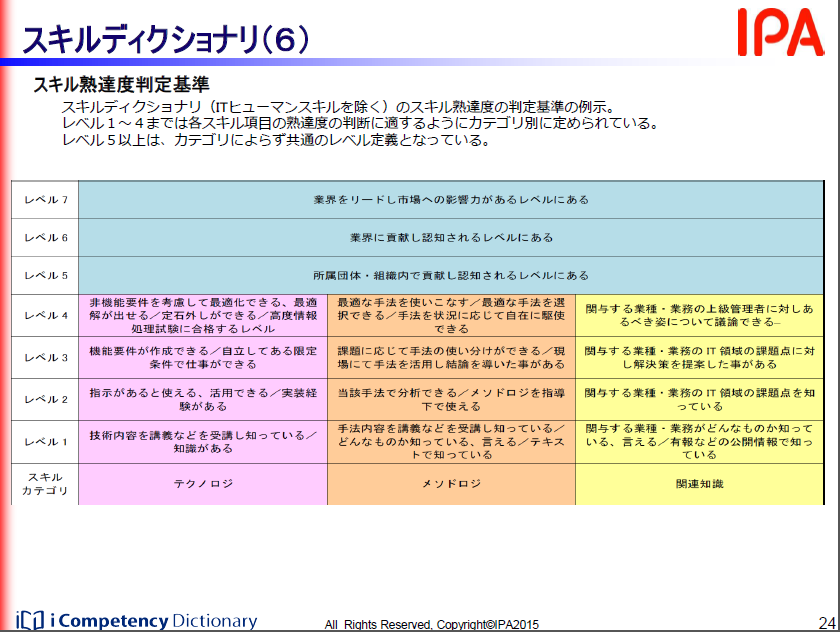 スキルディクショナリ（６）
IPA
スキル熟達度判定基準
スキルディクショナリ（ITヒューマンスキルを除く）のスキル熟達度の判定基準の例示。
レベル１～４までは各スキル項目の熟達度の判断に適するようにカテゴリ別に定められている。
レベル５以上は、カテゴリによらず共通のレベル定義となっている。
レベル 7
業界をリードし市場への影響力があるレベルにある
レベル 6
業界に貢献し認知されるレベルにある
レベル 5
所属団体・組織内で貢献し認知されるレベルにある
レベル 4
非機能要件を考慮して最適化できる、最適
解が出せる／定石外しができる／高度情報
処理試験に合格するレベル
最適な手法を使いこなす／最適な手法を選
択できる／手法を状況に応じて自在に駆使
できる
関与する業種・業務の上級管理者に対しあ
るべき姿について議論できる
レベル 3
機能要件が作成できる／自立してある限定
条件で仕事ができる
課題に応じて手法の使い分けができる／現
場にて手法を活用し結論を導いた事がある
関与する業種・業務の IT 領域の課題点に対
し解決策を提案した事がある
レベル 2
指示があると使える、活用できる／実装経
験がある
当該手法で分析できる／メソドロジを指導
下で使える
関与する業種・業務の IT 領域の課題点を知
っている
レベル 1
技術内容を講義などを受講し知っている／
知識がある
手法内容を講義などを受講し知っている／
どんなものか知っている、言える／テキス
トで知っている
関与する業種・業務がどんなものか知って
いる、言える／有報などの公開情報で知っ
ている
スキル
カテゴリ
テクノロジ
メソドロジ
関連知識
i Competency Dictionary
All Rights Reserved, Copyright©IPA2015
24